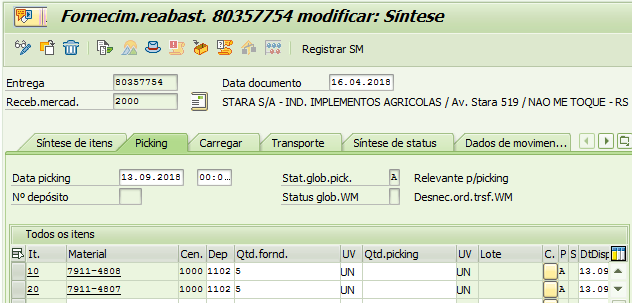 Fornecim.reabast. 80357754 modificar: Síntese
Registrar SM
Entrega 80357754 Data documento 16.04.2018
Receb.mercad. 2000 STARA S/A - IND. IMPLEMENTOS AGRICOLAS / Av. Stara 519 / NAO ME TOQUE - RS
Síntese de itens Picking Carregar Transporte Síntese de status Dados de movimen...
Data picking 13.09.2018 00:0... Stat.glob.pick. A Relevante p/picking
Nº depósito Status glob.WM Desnec.ord.trsf.WM
Todos os itens
It. Material Cen. Dep Qtd.fornd. UV Qtd.picking UV Lote C. P S DtDisp
10 7911-4808 1000 1102 5 UN UN A 13.09
20 7911-4807 1000 1102 5 UN UN A 13.09